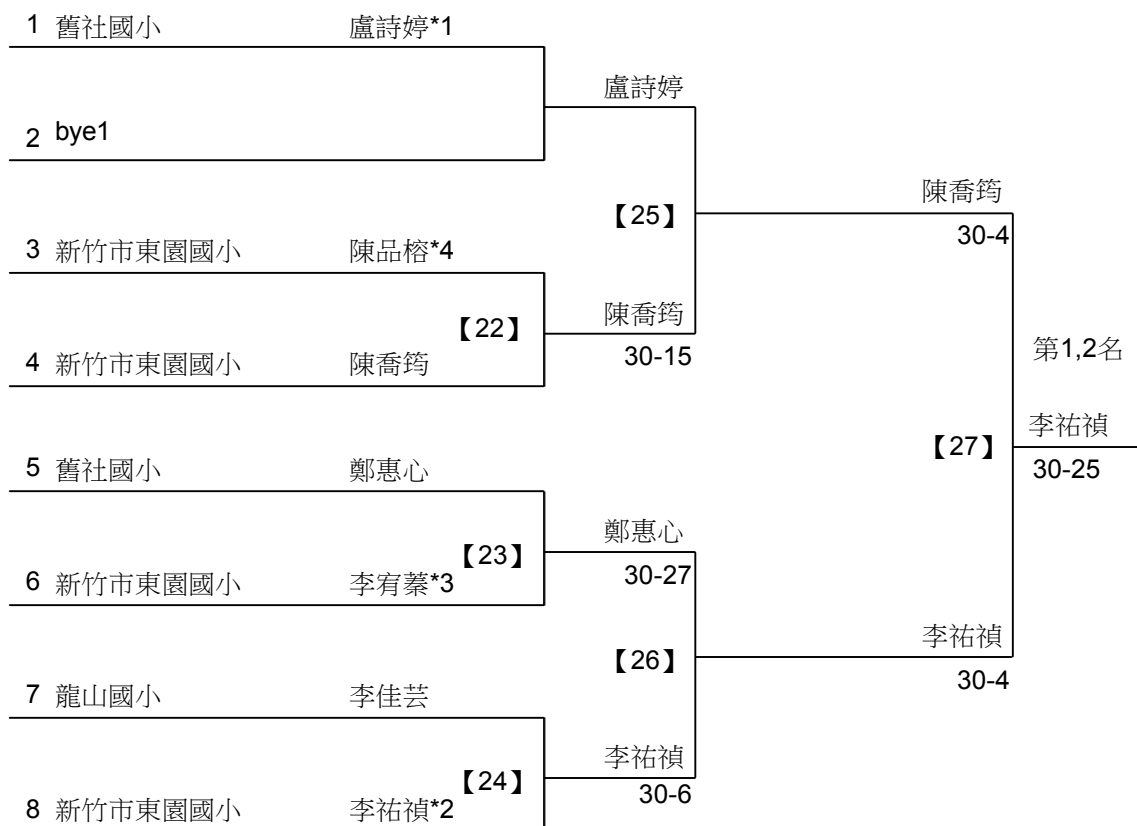 1 舊社國小 盧詩婷*1
盧詩婷
2 bye1
陳喬筠
【25】
30-4
3 新竹市東園國小 陳品榕*4
陳喬筠
【22】
30-15
第1,2名
4 新竹市東園國小 陳喬筠
李祐禎
【27】
30-25
5 舊社國小 鄭惠心
鄭惠心
【23】
30-27
6 新竹市東園國小 李宥蓁*3
李祐禎
【26】
30-4
7 龍山國小 李佳芸
李祐禎
【24】
30-6
8 新竹市東園國小 李祐禎*2